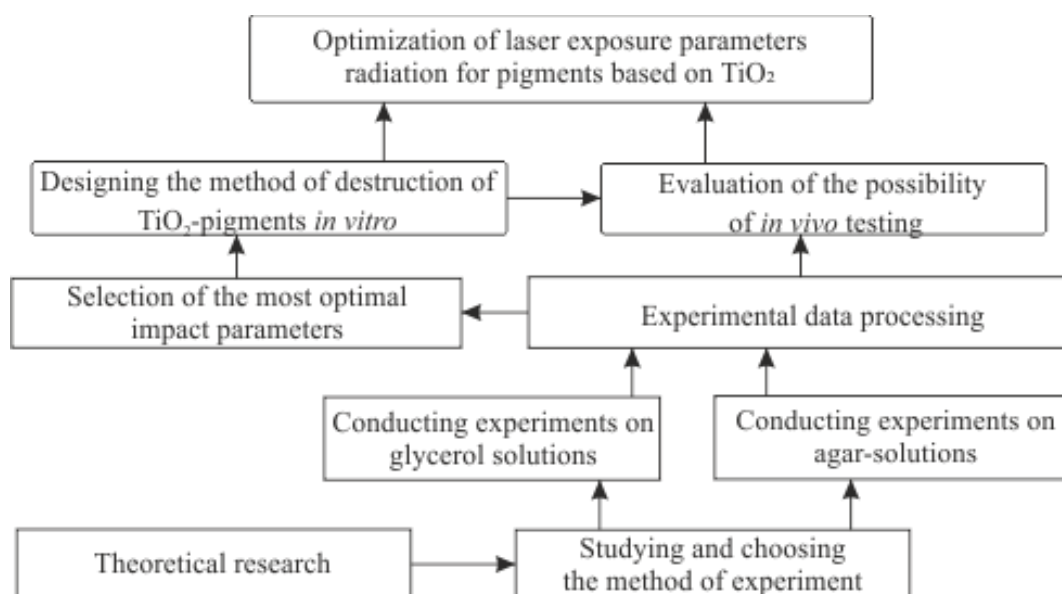 Optimization of laser exposure parameters
radiation for pigments based on TiO₂
Designing the method of destruction of
TiO₂-pigments in vitro
Evaluation of the possibility
of in vivo testing
Selection of the most optimal
impact parameters
Experimental data processing
Conducting experiments on
glycerol solutions
Conducting experiments on
agar-solutions
Theoretical research
Studying and choosing
the method of experiment